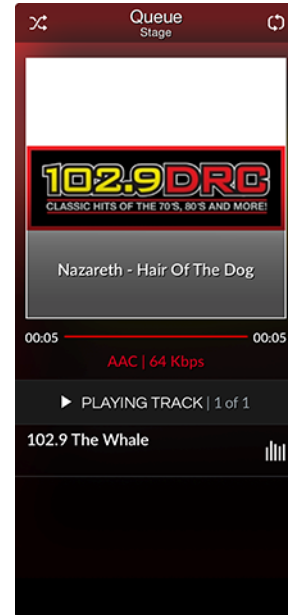 Queue
Stage
102.9DRC
CLASSIC HITS OF THE 70'S, 80'S AND MORE!
Nazareth - Hair Of The Dog
00:05 00:05
AAC | 64 Kbps
PLAYING TRACK | 1 of 1
102.9 The Whale